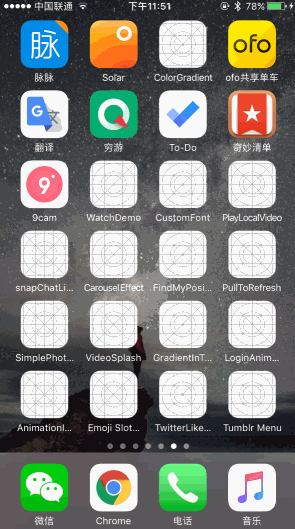 中国联通 下午11:51 78%
脉 ofo
脉脉 Solar ColorGradient ofo共享单车
G 文
翻译 穷游 To-Do 奇妙清单
9
9cam WatchDemo CustomFont PlayLocalVideo
snapChatLi... CarouselEffect FindMyPosi... PullToRefresh
SimplePhot... VideoSplash GradientInT... LoginAnim...
AnimationI... Emoji Slot... TwitterLike... Tumblr Menu
微信 Chrome 电话 音乐